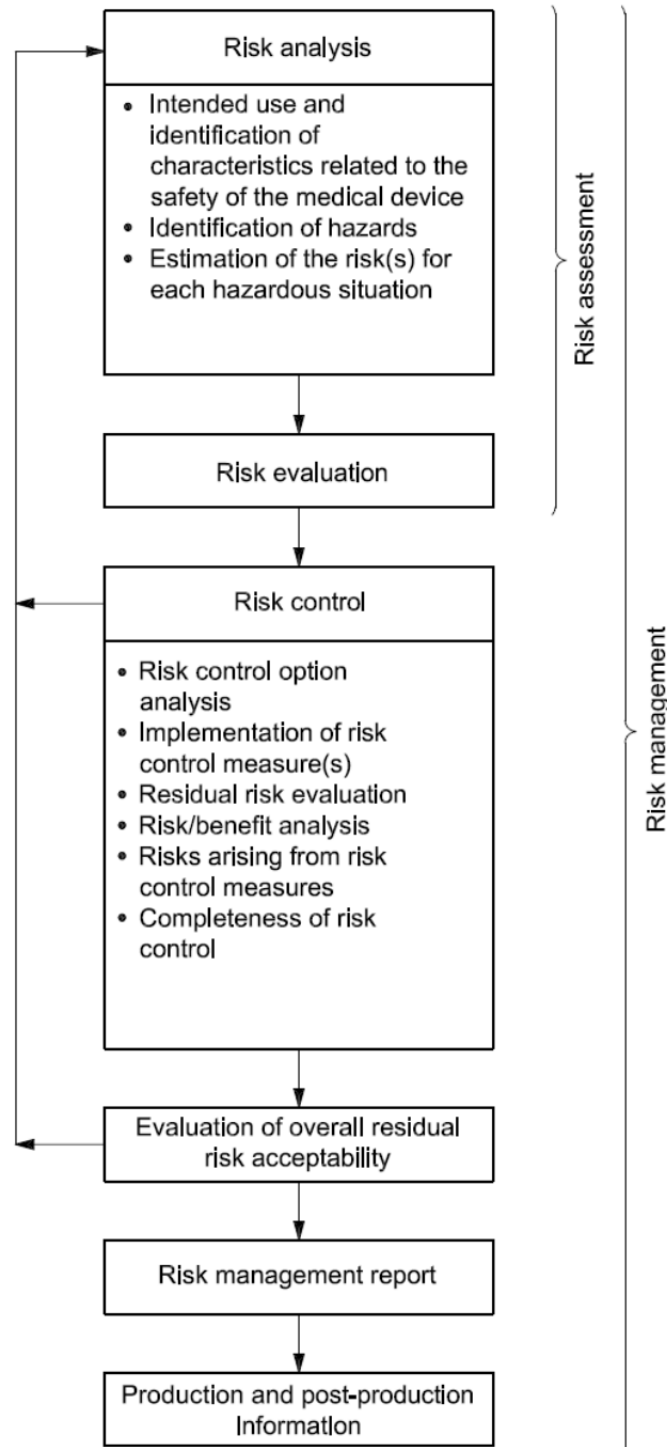 Risk analysis
• Intended use and
identification of
characteristics related to the
safety of the medical device
• Identification of hazards
• Estimation of the risk(s) for
each hazardous situation
Risk evaluation
Risk control
• Risk control option
analysis
• Implementation of risk
control measure(s)
• Residual risk evaluation
• Risk/benefit analysis
• Risks arising from risk
control measures
• Completeness of risk
control
Evaluation of overall residual
risk acceptability
Risk management report
Production and post-production
Information
Risk assessment
Risk management